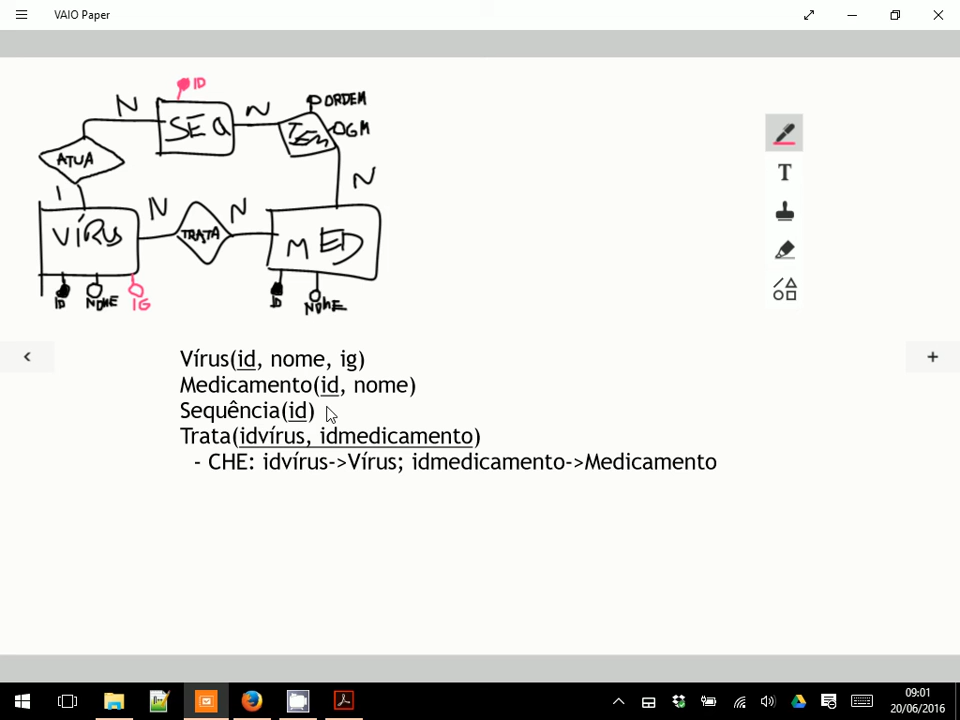 VAIO Paper
ID
N
SEQ
N
TEM
ORDEM
GM
ATUA
N
1
VÍRUS
N
TRATA
N
MED
ID
NOME
IG
ID
NOME
Vírus(id, nome, ig)
Medicamento(id, nome)
Sequência(id)
Trata(idvírus, idmedicamento)
- CHE: idvírus->Vírus; idmedicamento->Medicamento
T
09:01
20/06/2016